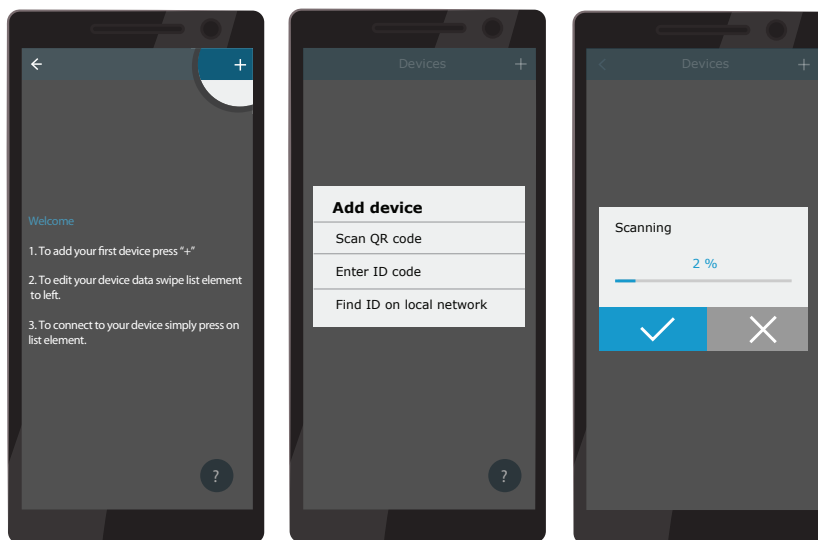 +
Welcome
1. To add your first device press “+”
2. To edit your device data swipe list element
to left.
3. To connect to your device simply press on
list element.
?
Devices +
Add device
Scan QR code
Enter ID code
Find ID on local network
?
Devices +
Scanning
2 %